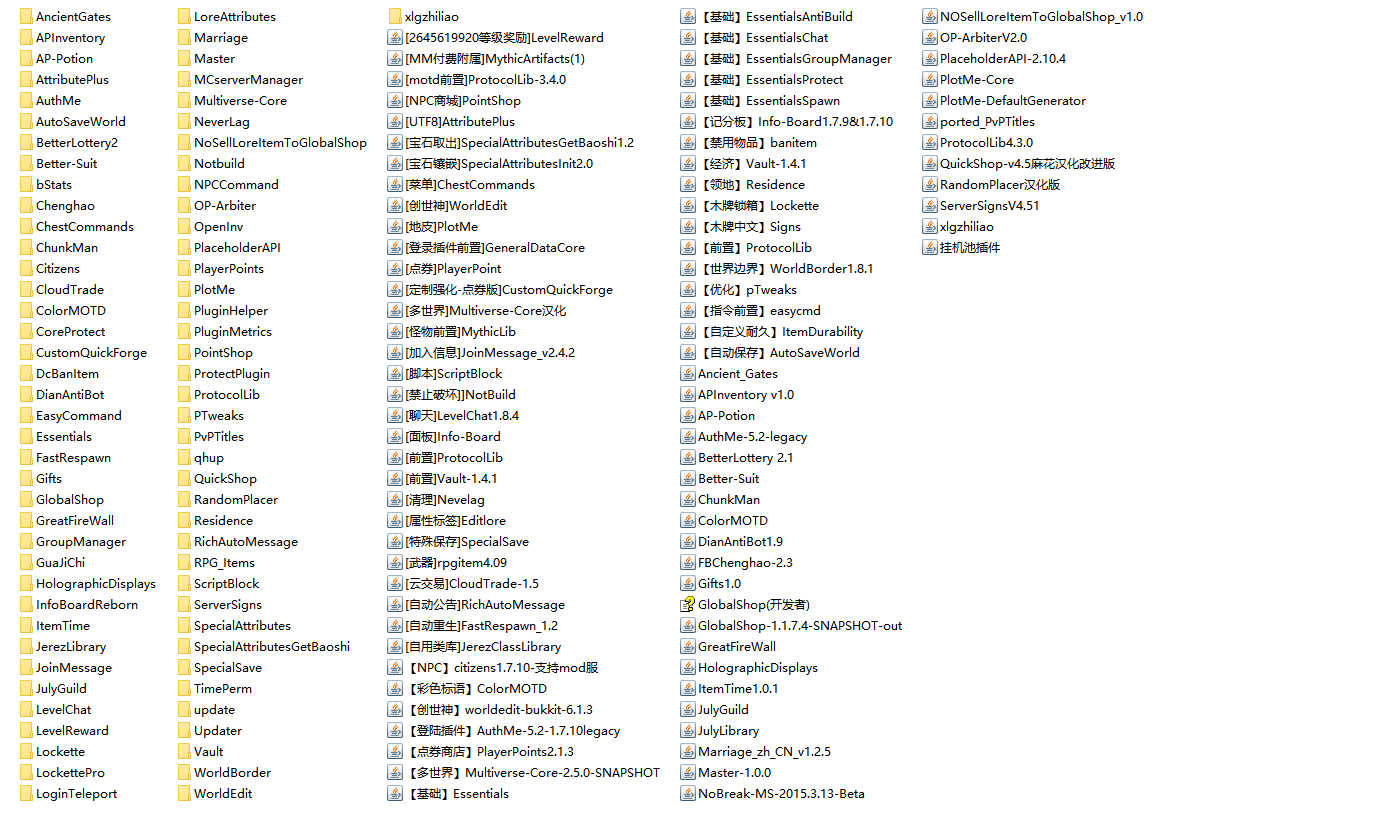 AncientGates
APInventory
AP-Potion
AttributePlus
AuthMe
AutoSaveWorld
BetterLottery2
Better-Suit
bStats
Chenghao
ChestCommands
ChunkMan
Citizens
CloudTrade
ColorMOTD
CoreProtect
CustomQuickForge
DcBanItem
DianAntiBot
EasyCommand
Essentials
FastRespawn
Gifts
GlobalShop
GreatFireWall
GroupManager
GuaJiChi
HolographicDisplays
InfoBoardReborn
ItemTime
JerezLibrary
JoinMessage
JulyGuild
LevelChat
LevelReward
Lockette
LockettePro
LoginTeleport
LoreAttributes
Marriage
Master
MCserverManager
Multiverse-Core
NeverLag
NoSellLoreItemToGlobalShop
Notbuild
NPCCommand
OP-Arbiter
OpenInv
PlaceholderAPI
PlayerPoints
PlotMe
PluginHelper
PluginMetrics
PointShop
ProtectPlugin
ProtocolLib
PTweaks
PvPTitles
qhup
QuickShop
RandomPlacer
Residence
RichAutoMessage
RPG_Items
ScriptBlock
ServerSigns
SpecialAttributes
SpecialAttributesGetBaoshi
SpecialSave
TimePerm
update
Updater
Vault
WorldBorder
WorldEdit
xlgzhiliao
[2645619920等级奖励]LevelReward
[MM付费附属]MythicArtifacts(1)
[motd前置]ProtocolLib-3.4.0
[NPC商城]PointShop
[UTF8]AttributePlus
[宝石取出]SpecialAttributesGetBaoshi1.2
[宝石镶嵌]SpecialAttributesInit2.0
[菜单]ChestCommands
[创世神]WorldEdit
[地皮]PlotMe
[登录插件前置]GeneralDataCore
[点券]PlayerPoint
[定制强化-点券版]CustomQuickForge
[多世界]Multiverse-Core汉化
[怪物前置]MythicLib
[加入信息]JoinMessage_v2.4.2
[脚本]ScriptBlock
[禁止破坏]]NotBuild
[聊天]LevelChat1.8.4
[面板]Info-Board
[前置]ProtocolLib
[前置]Vault-1.4.1
[清理]Nevelag
[属性标签]Editlore
[特殊保存]SpecialSave
[武器]rpgitem4.09
[云交易]CloudTrade-1.5
[自动公告]RichAutoMessage
[自动重生]FastRespawn_1.2
[自用类库]JerezClassLibrary
【NPC】citizens1.7.10-支持mod服
【彩色标语】ColorMOTD
【创世神】worldedit-bukkit-6.1.3
【登陆插件】AuthMe-5.2-1.7.10legacy
【点券商店】PlayerPoints2.1.3
【多世界】Multiverse-Core-2.5.0-SNAPSHOT
【基础】Essentials
【基础】EssentialsAntiBuild
【基础】EssentialsChat
【基础】EssentialsGroupManager
【基础】EssentialsProtect
【基础】EssentialsSpawn
【记分板】Info-Board1.7.9&1.7.10
【禁用物品】banitem
【经济】Vault-1.4.1
【领地】Residence
【木牌锁箱】Lockette
【木牌中文】Signs
【前置】ProtocolLib
【世界边界】WorldBorder1.8.1
【优化】pTweaks
【指令前置】easycmd
【自定义耐久】ItemDurability
【自动保存】AutoSaveWorld
Ancient_Gates
APInventory v1.0
AP-Potion
AuthMe-5.2-legacy
BetterLottery 2.1
Better-Suit
ChunkMan
ColorMOTD
DianAntiBot1.9
FBChenghao-2.3
Gifts1.0
GlobalShop(开发者)
GlobalShop-1.1.7.4-SNAPSHOT-out
GreatFireWall
HolographicDisplays
ItemTime1.0.1
JulyGuild
JulyLibrary
Marriage_zh_CN_v1.2.5
Master-1.0.0
NoBreak-MS-2015.3.13-Beta
NOSellLoreItemToGlobalShop_v1.0
OP-ArbiterV2.0
PlaceholderAPI-2.10.4
PlotMe-Core
PlotMe-DefaultGenerator
ported_PvPTitles
ProtocolLib4.3.0
QuickShop-v4.5麻花汉化改进版
RandomPlacer汉化版
ServerSignsV4.51
xlgzhiliao
挂机池插件